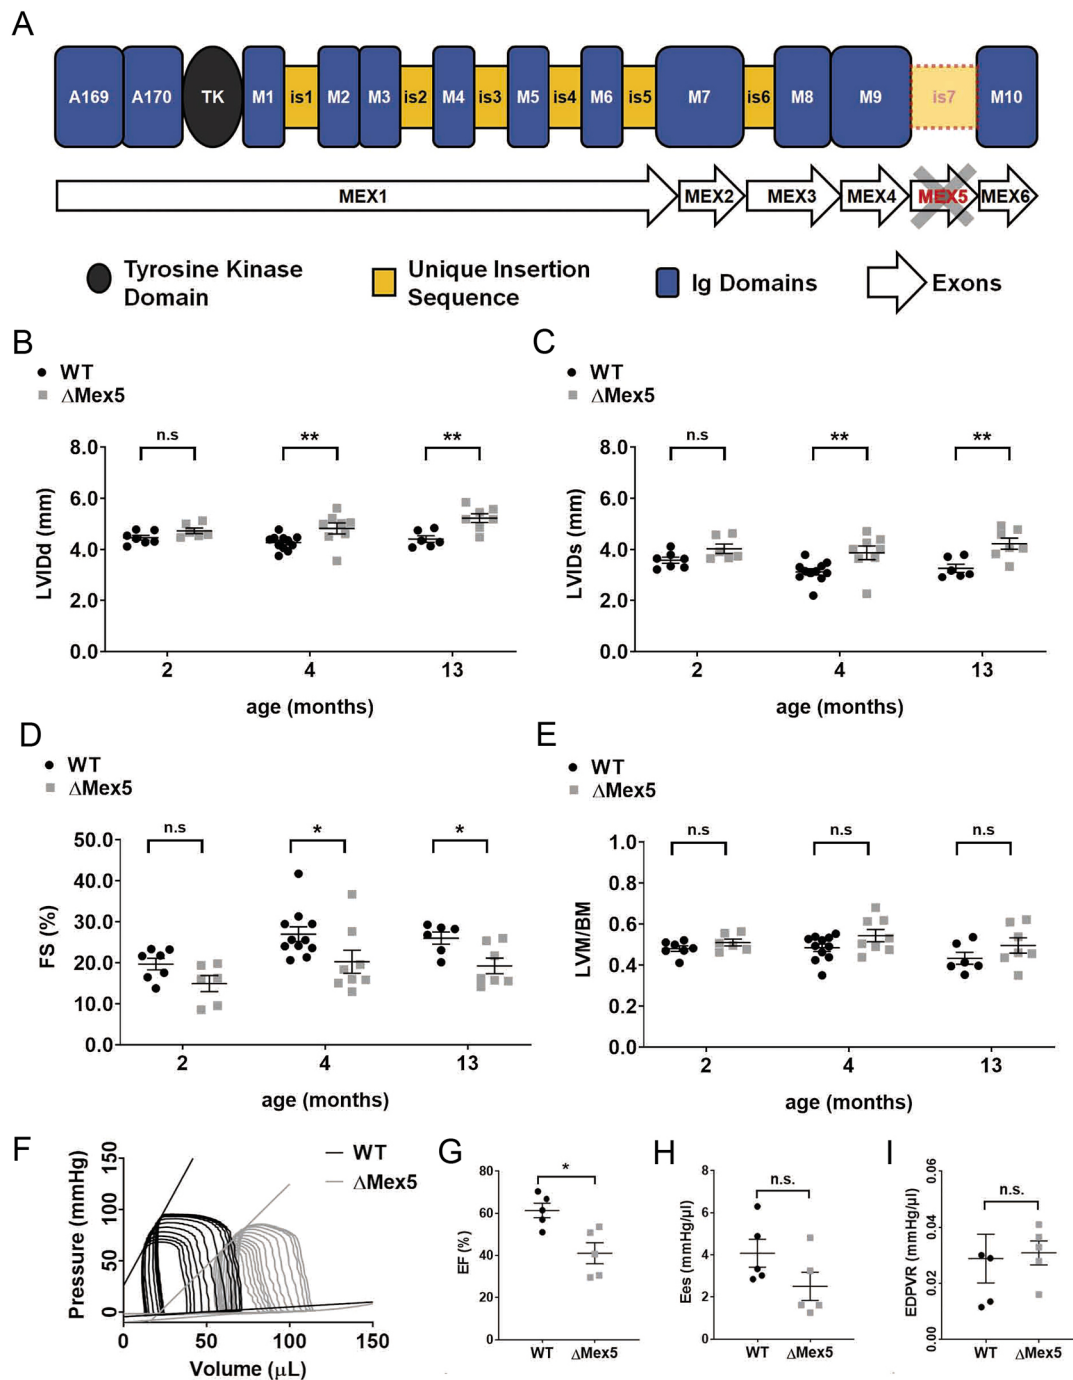 A
A169 A170 TK M1 is1 M2 M3 is2 M4 is3 M5 is4 M6 is5 M7 is6 M8 M9 is7 M10
MEX1 MEX2 MEX3 MEX4 MEX5 MEX6
Tyrosine Kinase
Domain
Unique Insertion
Sequence
Ig Domains
Exons
B
WT
ΔMex5
n.s ** **
8.0
6.0
4.0
2.0
0.0
LVIDd (mm)
2 4 13
age (months)
C
WT
ΔMex5
n.s ** **
8.0
6.0
4.0
2.0
0.0
LVIDs (mm)
2 4 13
age (months)
D
WT
ΔMex5
n.s * *
50.0
40.0
30.0
20.0
10.0
0.0
FS (%)
2 4 13
age (months)
E
WT
ΔMex5
n.s n.s n.s
1.0
0.8
0.6
0.4
0.2
0.0
LVM/BM
2 4 13
age (months)
F
WT
ΔMex5
150
100
50
0
Pressure (mmHg)
0 50 100 150
Volume (μL)
G
*
80
60
40
20
0
EF (%)
WT ΔMex5
H
n.s.
8
6
4
2
0
Ees (mmHg/μl)
WT ΔMex5
I
n.s.
0.06
0.04
0.02
0.00
EDPVR (mmHg/μl)
WT ΔMex5